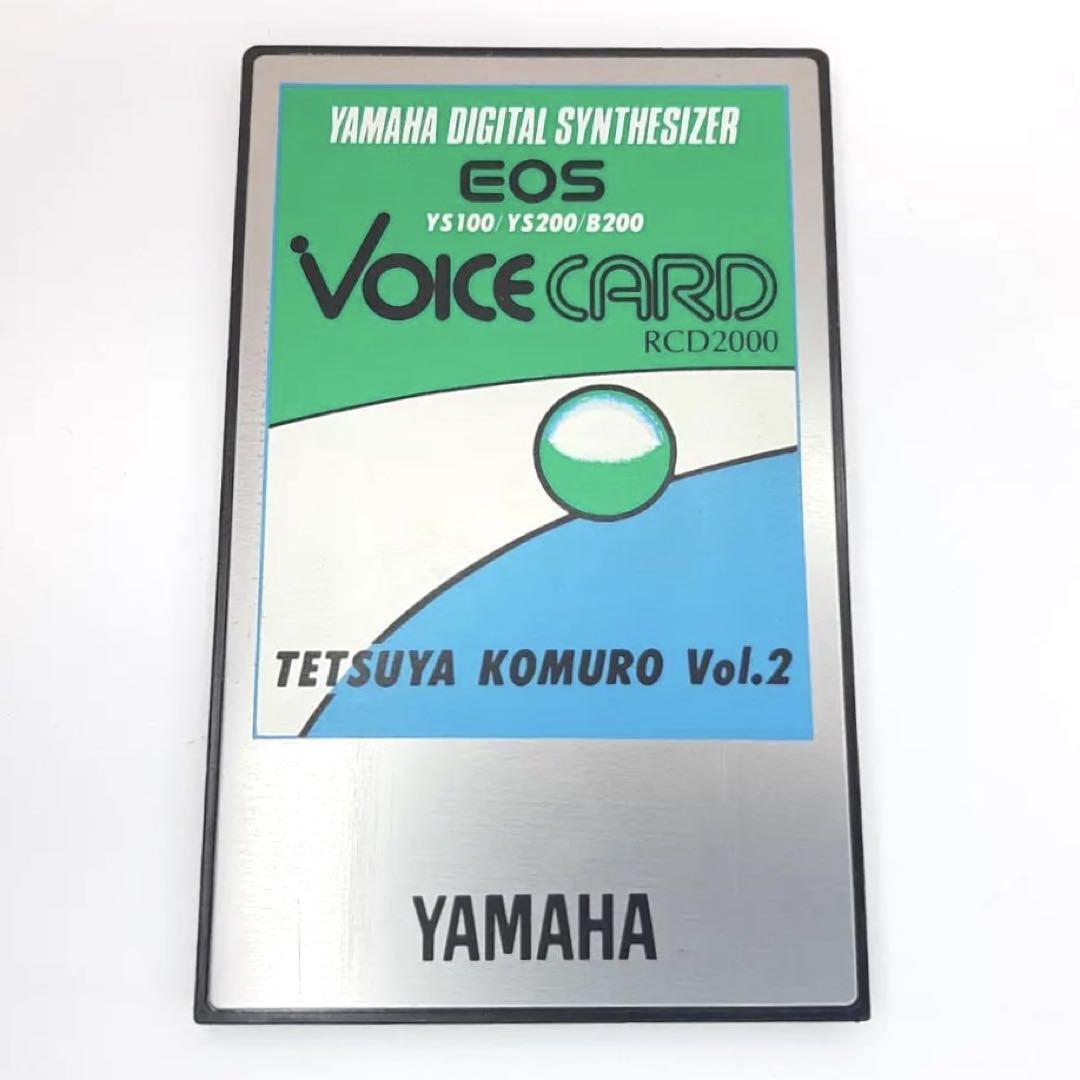 YAMAHA DIGITAL SYNTHESIZER
EOS
YS100/YS200/B200
VOICE CARD
RCD2000
TETSUYA KOMURO Vol.2
YAMAHA